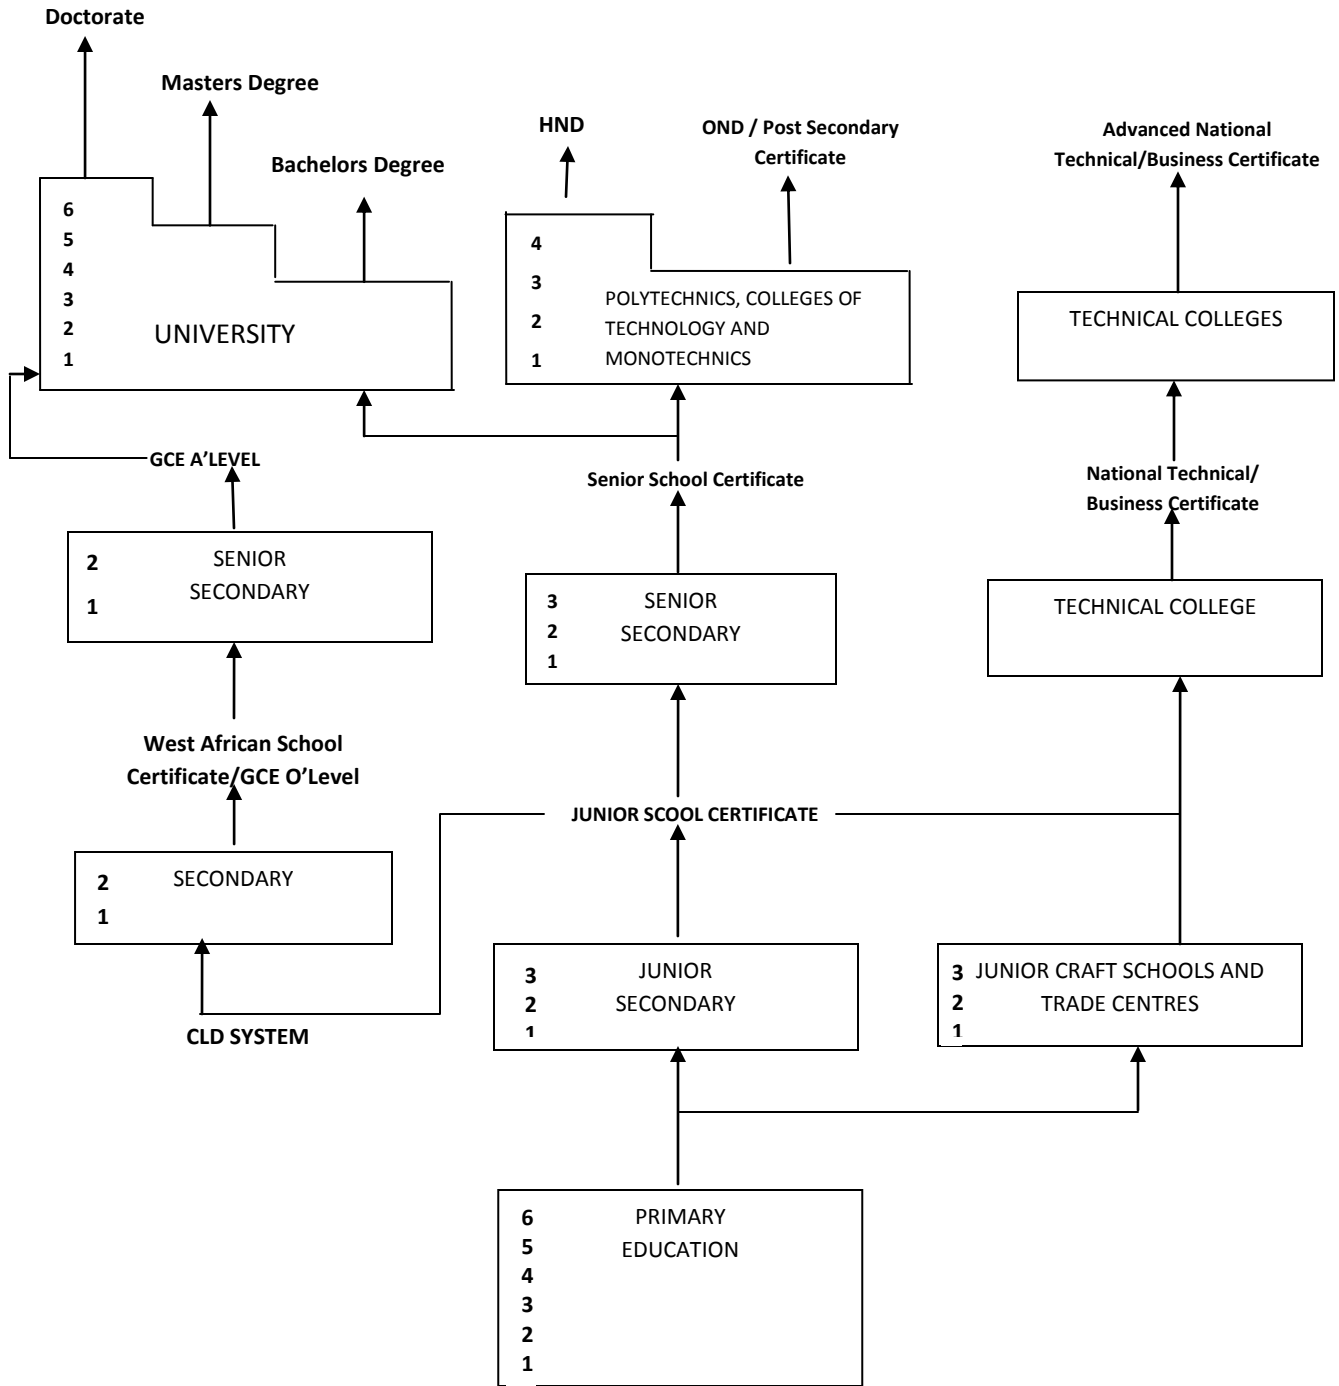 Doctorate
Masters Degree
Bachelors Degree
HND
OND / Post Secondary
Certificate
Advanced National
Technical/Business Certificate
6
5
4
3
2
1
UNIVERSITY
4
3
2
1
POLYTECHNICS, COLLEGES OF
TECHNOLOGY AND
MONOTECHNICS
TECHNICAL COLLEGES
GCE A’LEVEL
Senior School Certificate
National Technical/
Business Certificate
2
1
SENIOR
SECONDARY
3
2
1
SENIOR
SECONDARY
TECHNICAL COLLEGE
West African School
Certificate/GCE O’Level
JUNIOR SCOOL CERTIFICATE
2
1
SECONDARY
CLD SYSTEM
3
2
1
JUNIOR
SECONDARY
3
2
1
JUNIOR CRAFT SCHOOLS AND
TRADE CENTRES
6
5
4
3
2
1
PRIMARY
EDUCATION